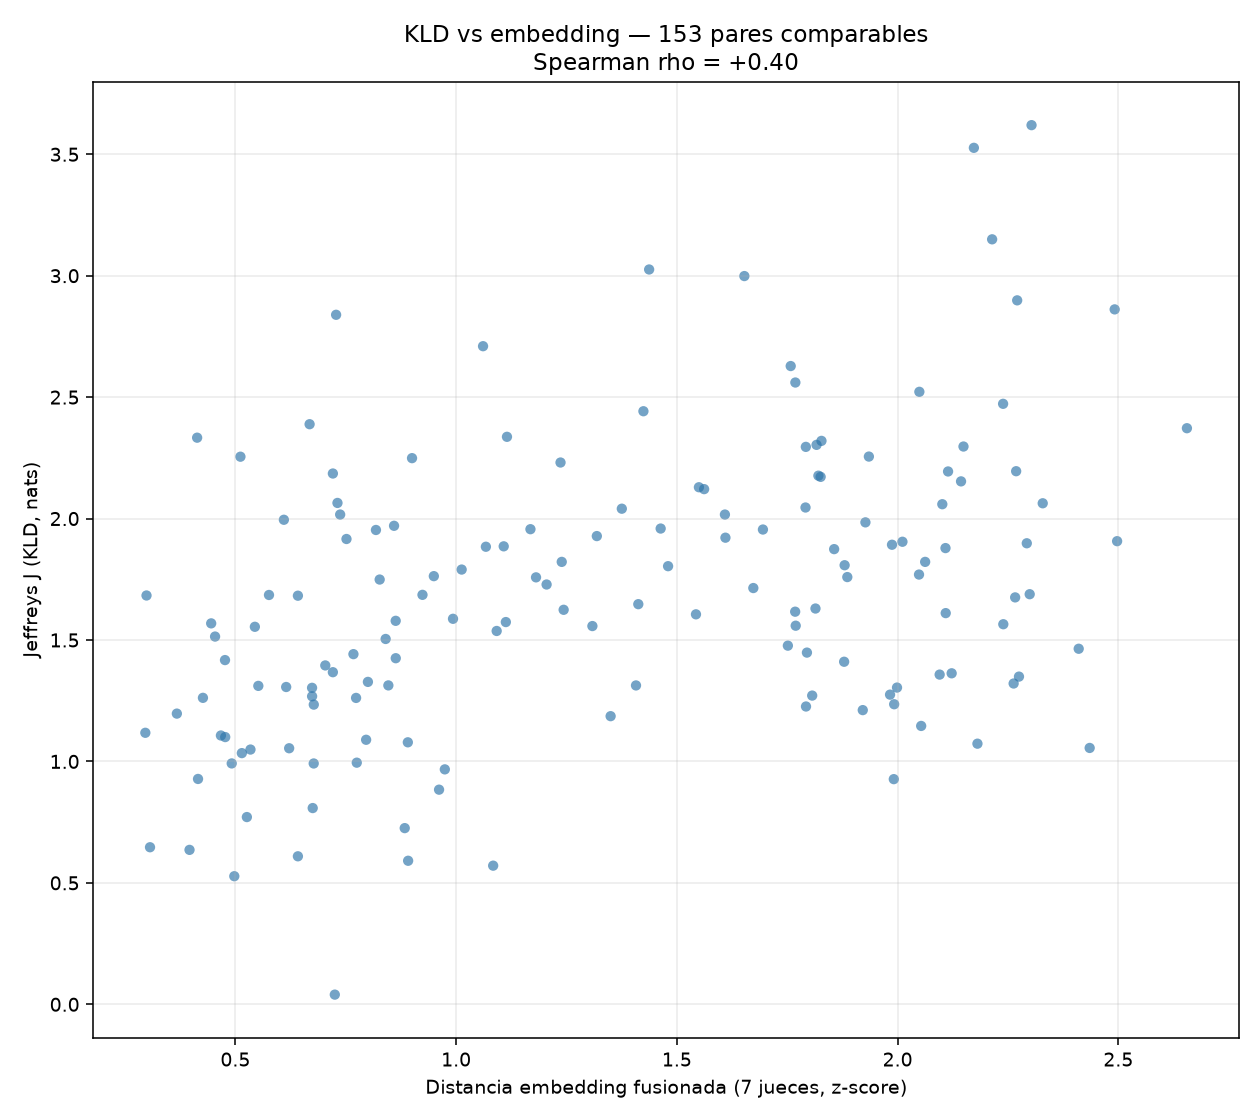 KLD vs embedding — 153 pares comparables
Spearman rho = +0.40
3.5
3.0
2.5
2.0
1.5
1.0
0.5
0.0
Jeffreys J (KLD, nats)
0.5 1.0 1.5 2.0 2.5
Distancia embedding fusionada (7 jueces, z-score)